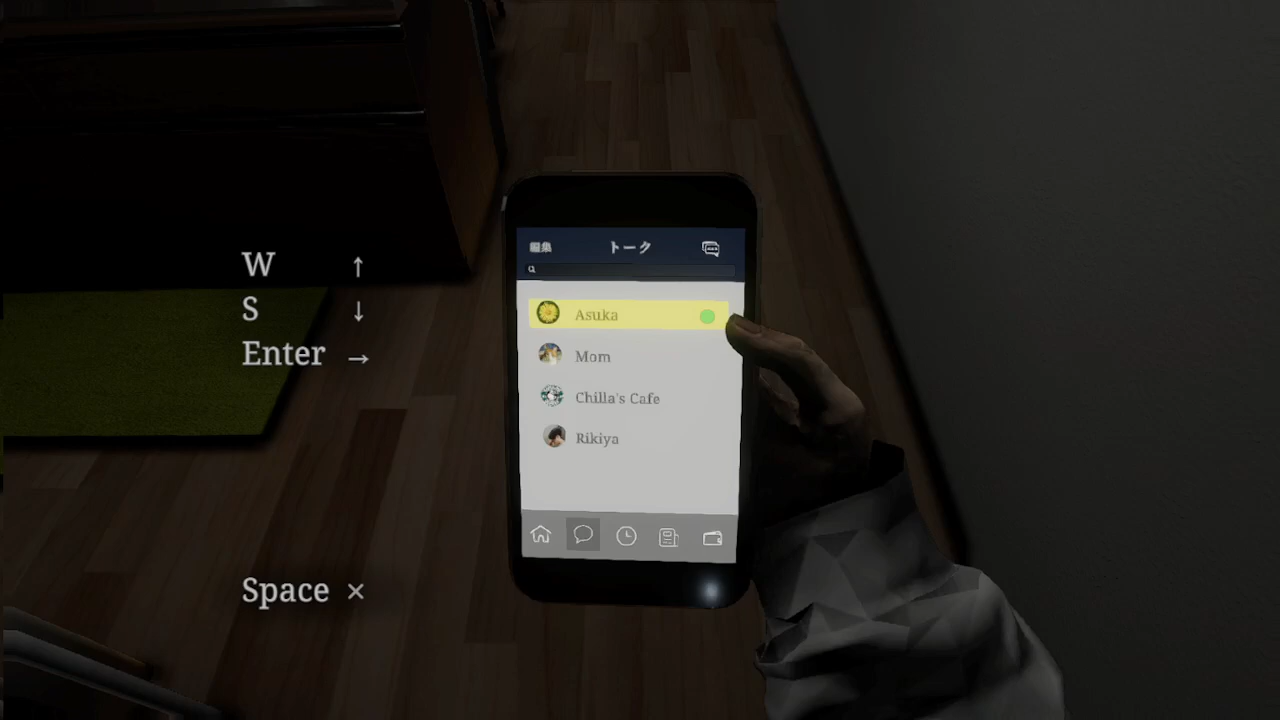 編集 トーク
Asuka
Mom
Chilla's Cafe
Rikiya
W ↑
S ↓
Enter →
Space ×